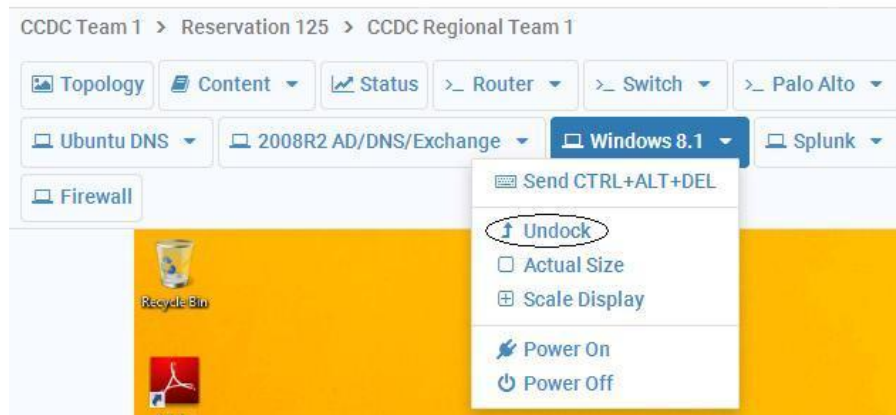 CCDC Team 1 > Reservation 125 > CCDC Regional Team 1
Topology Content Status >_ Router >_ Switch >_ Palo Alto
Ubuntu DNS 2008R2 AD/DNS/Exchange Windows 8.1 Splunk
Firewall
Send CTRL+ALT+DEL
Undock
Actual Size
Scale Display
Power On
Power Off
Recycle Bin